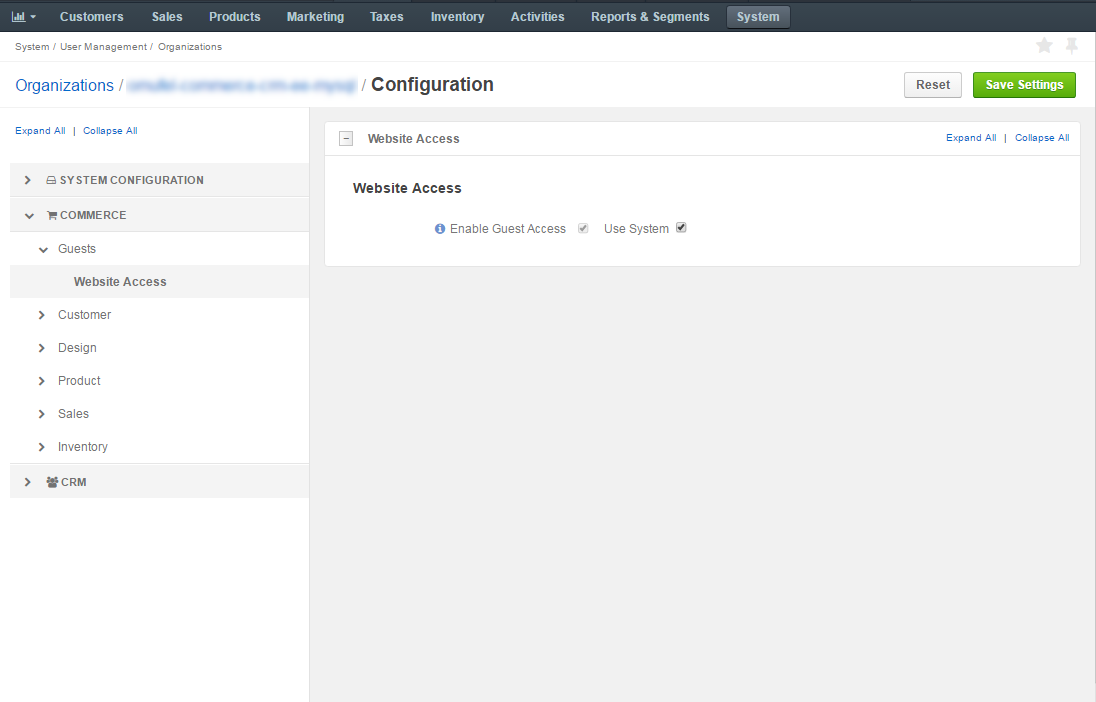 Customers Sales Products Marketing Taxes Inventory Activities Reports & Segments System
System / User Management / Organizations
Organizations / / Configuration Reset Save Settings
Expand All | Collapse All
Website Access Expand All | Collapse All
SYSTEM CONFIGURATION
Website Access
COMMERCE
Enable Guest Access Use System
Guests
Website Access
Customer
Design
Product
Sales
Inventory
CRM